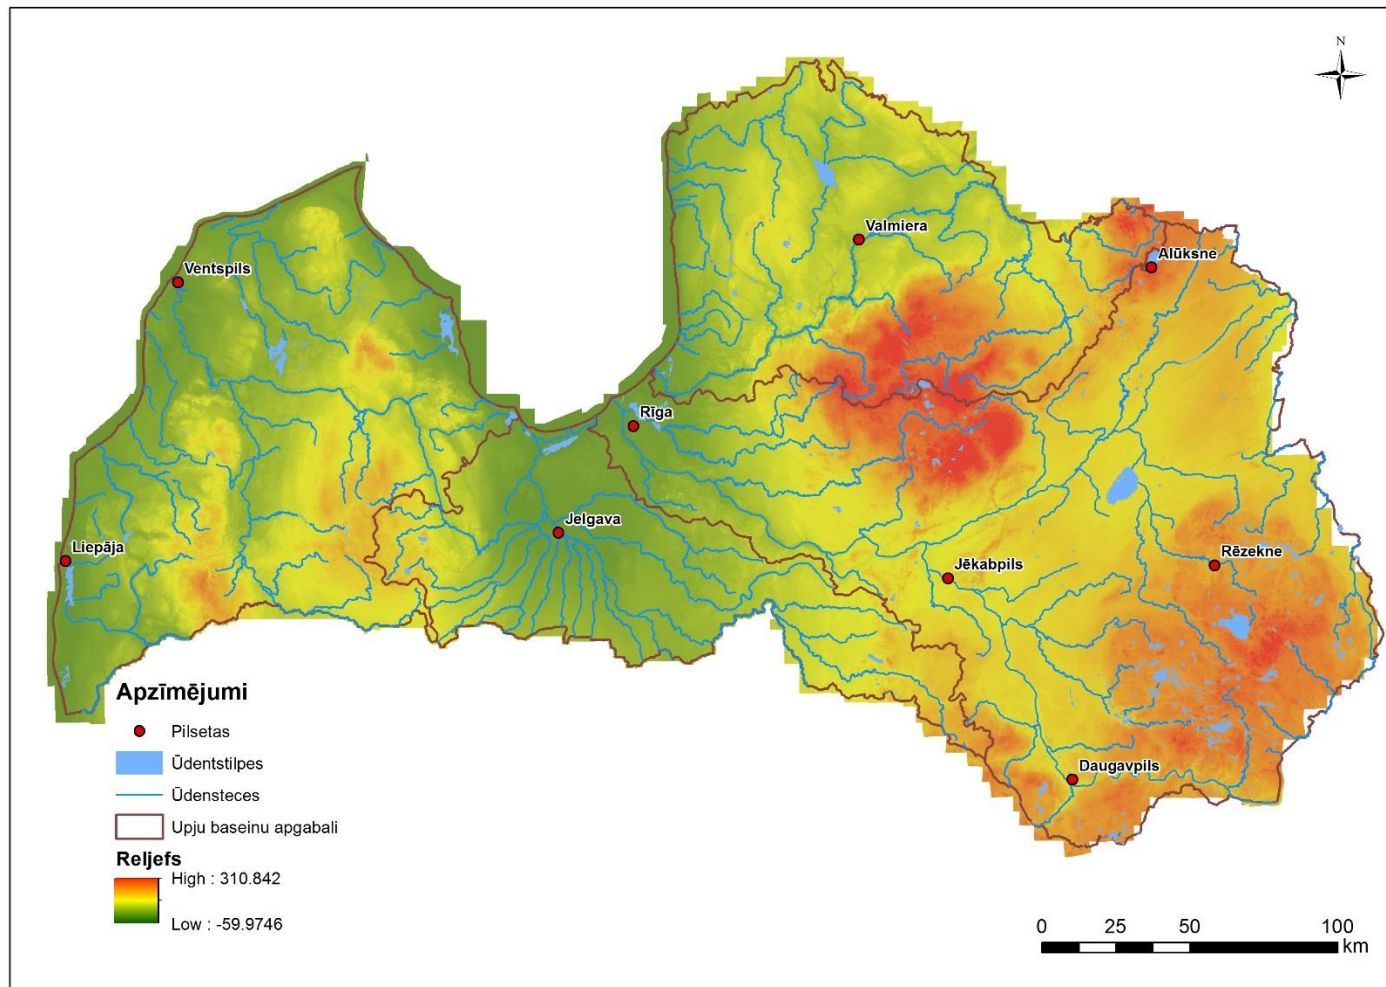 N
Valmiera
Alūksne
Ventspils
Rīga
Jelgava
Liepāja
Rēzekne
Jēkabpils
Daugavpils
Apzīmējumi
Pilsetas
Ūdentstilpes
Ūdensteces
Upju baseinu apgabali
Reljefs
High : 310.842
Low : -59.9746
0 25 50 100
km